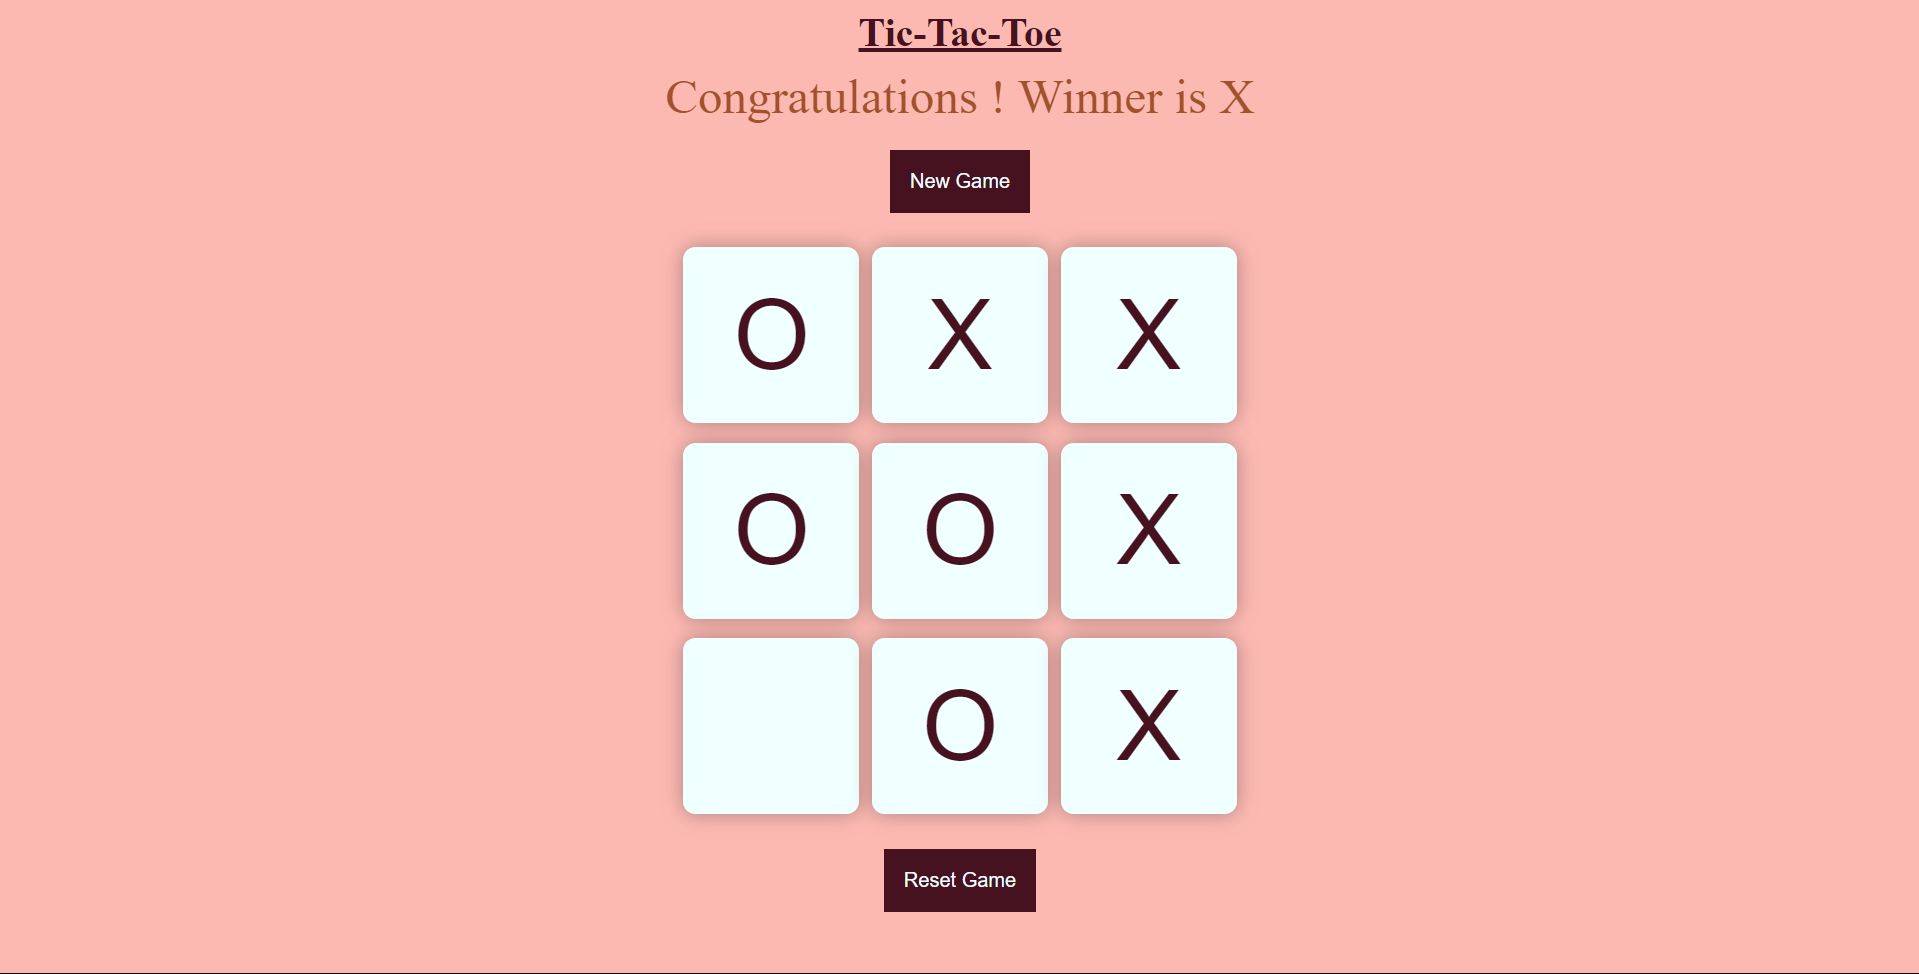 Tic-Tac-Toe
Congratulations ! Winner is X
New Game
O X X
O O X
O X
Reset Game